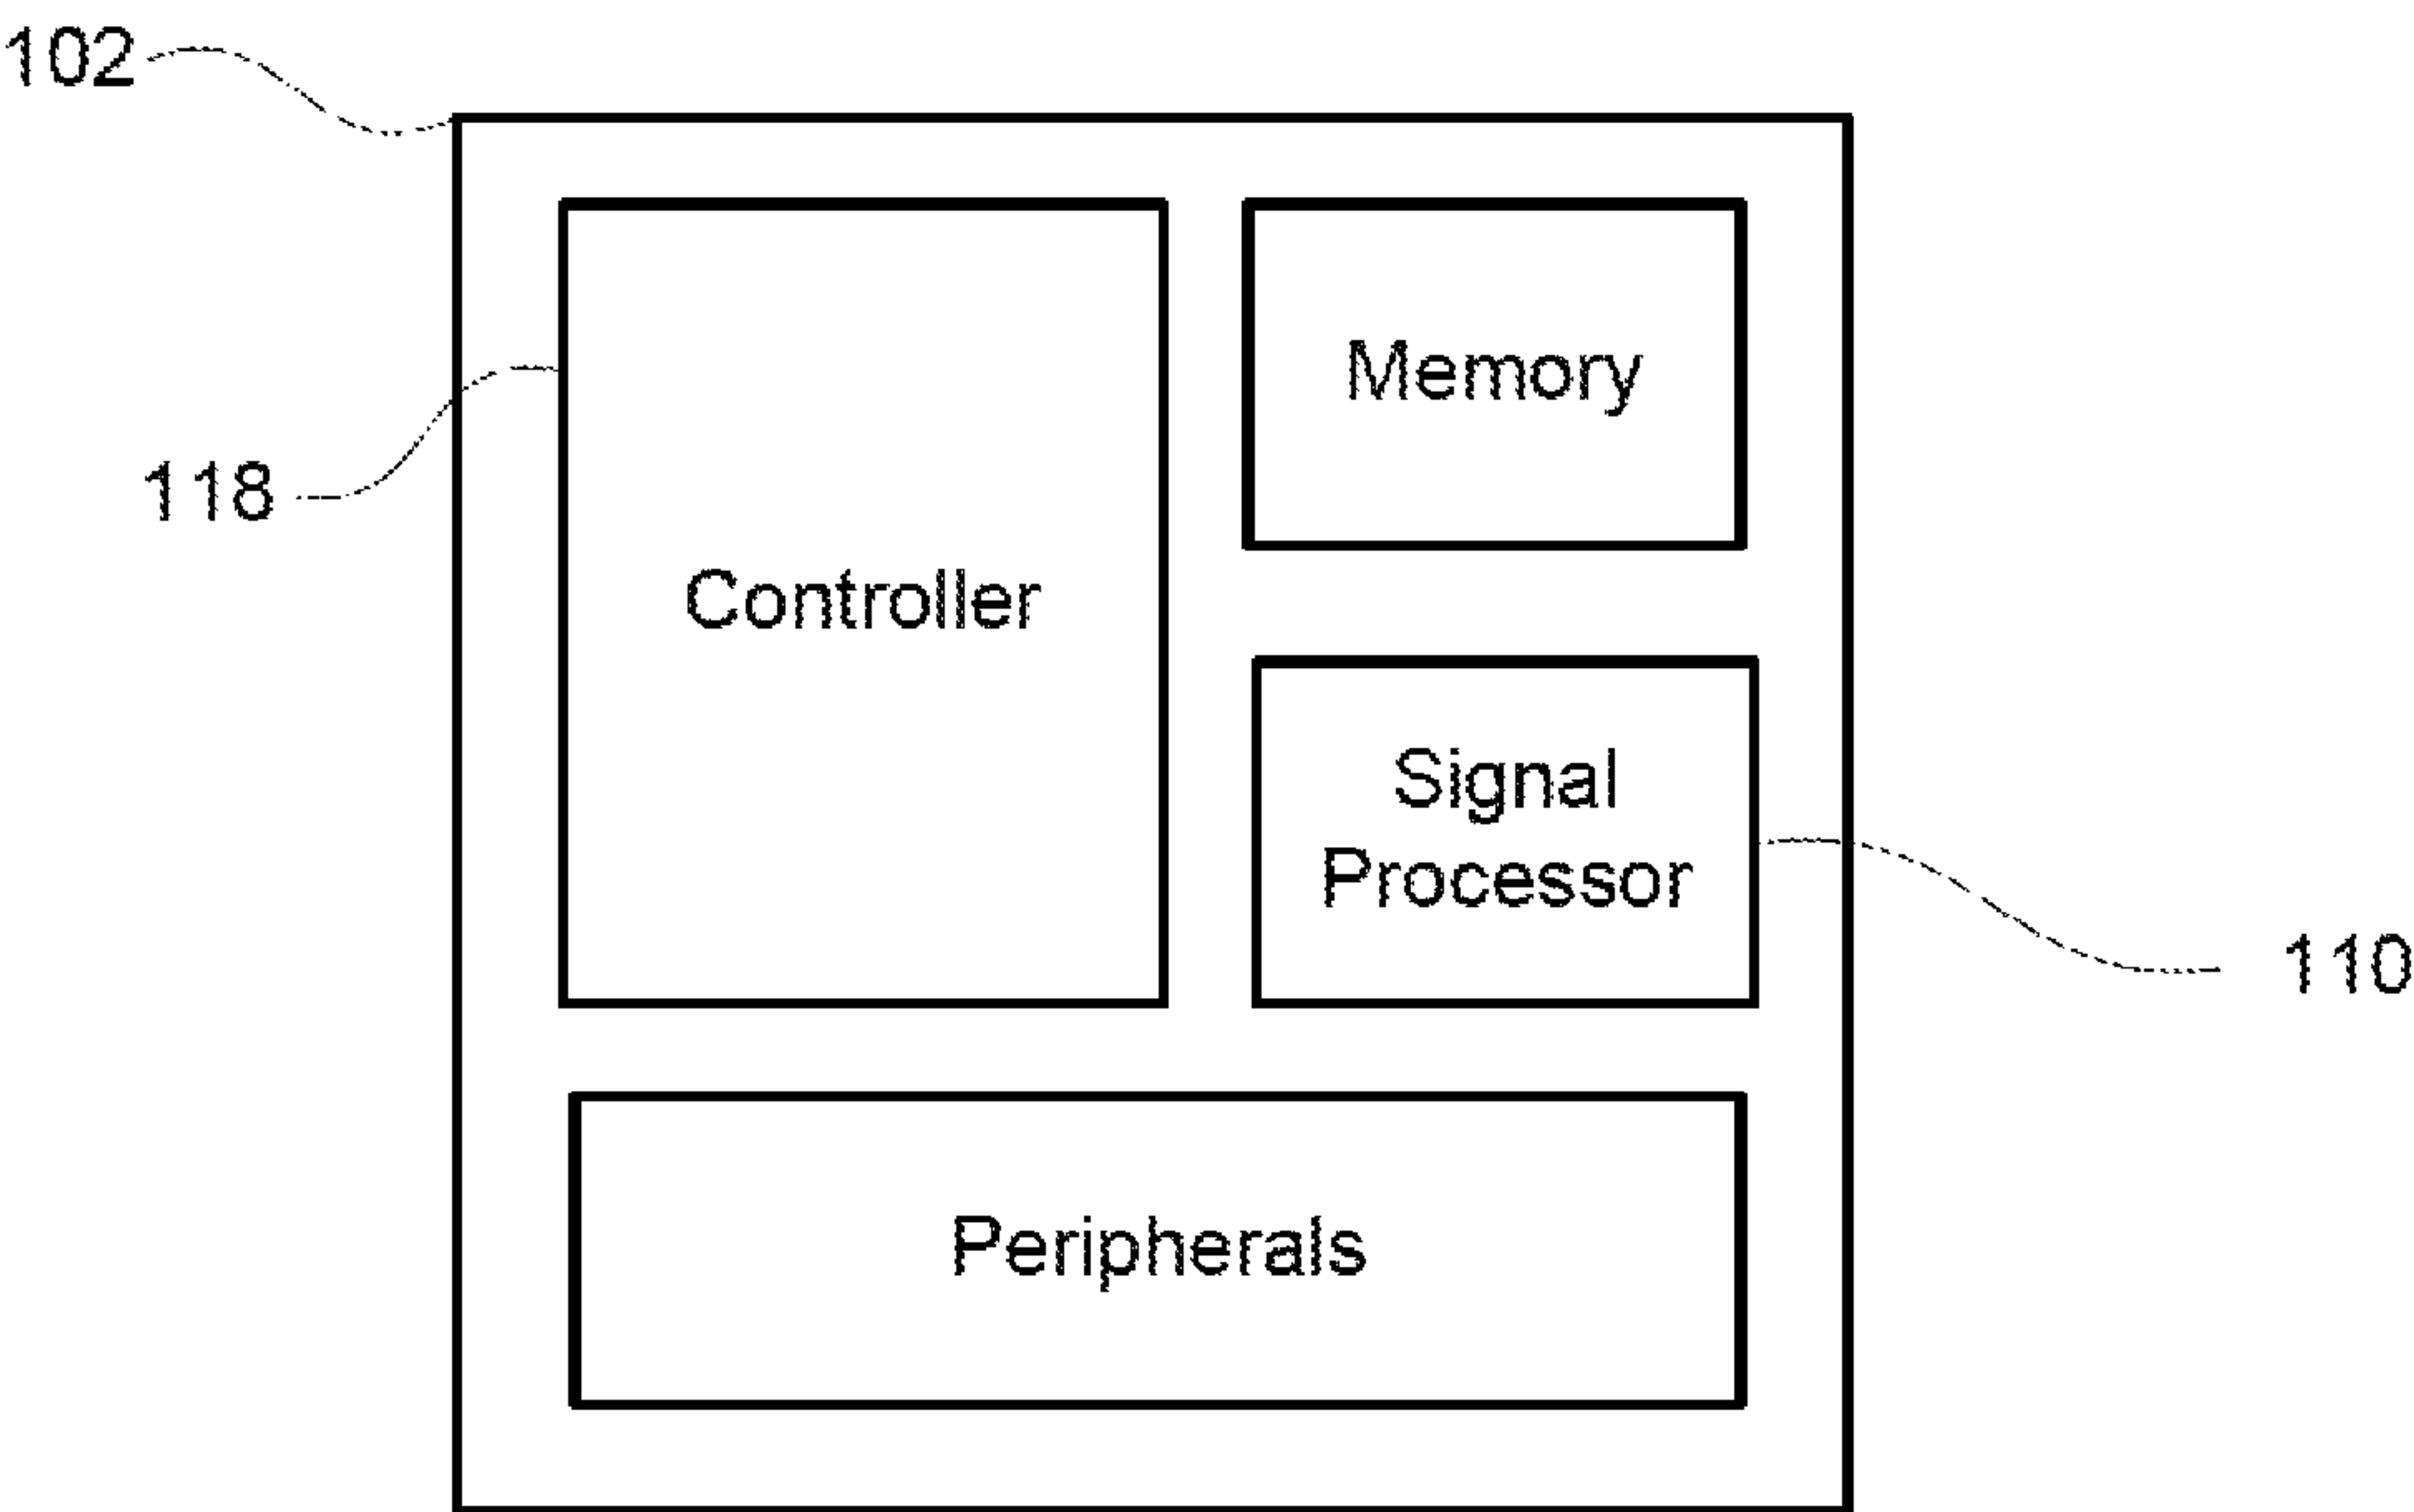 102
Memory
118
Controller
Signal
Processor
110
Peripherals